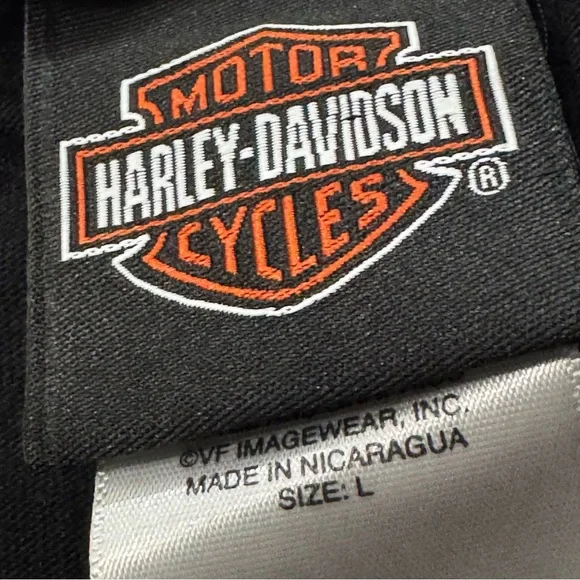 MOTOR
HARLEY-DAVIDSON
CYCLES
®
©VF IMAGEWEAR, INC.
MADE IN NICARAGUA
SIZE: L